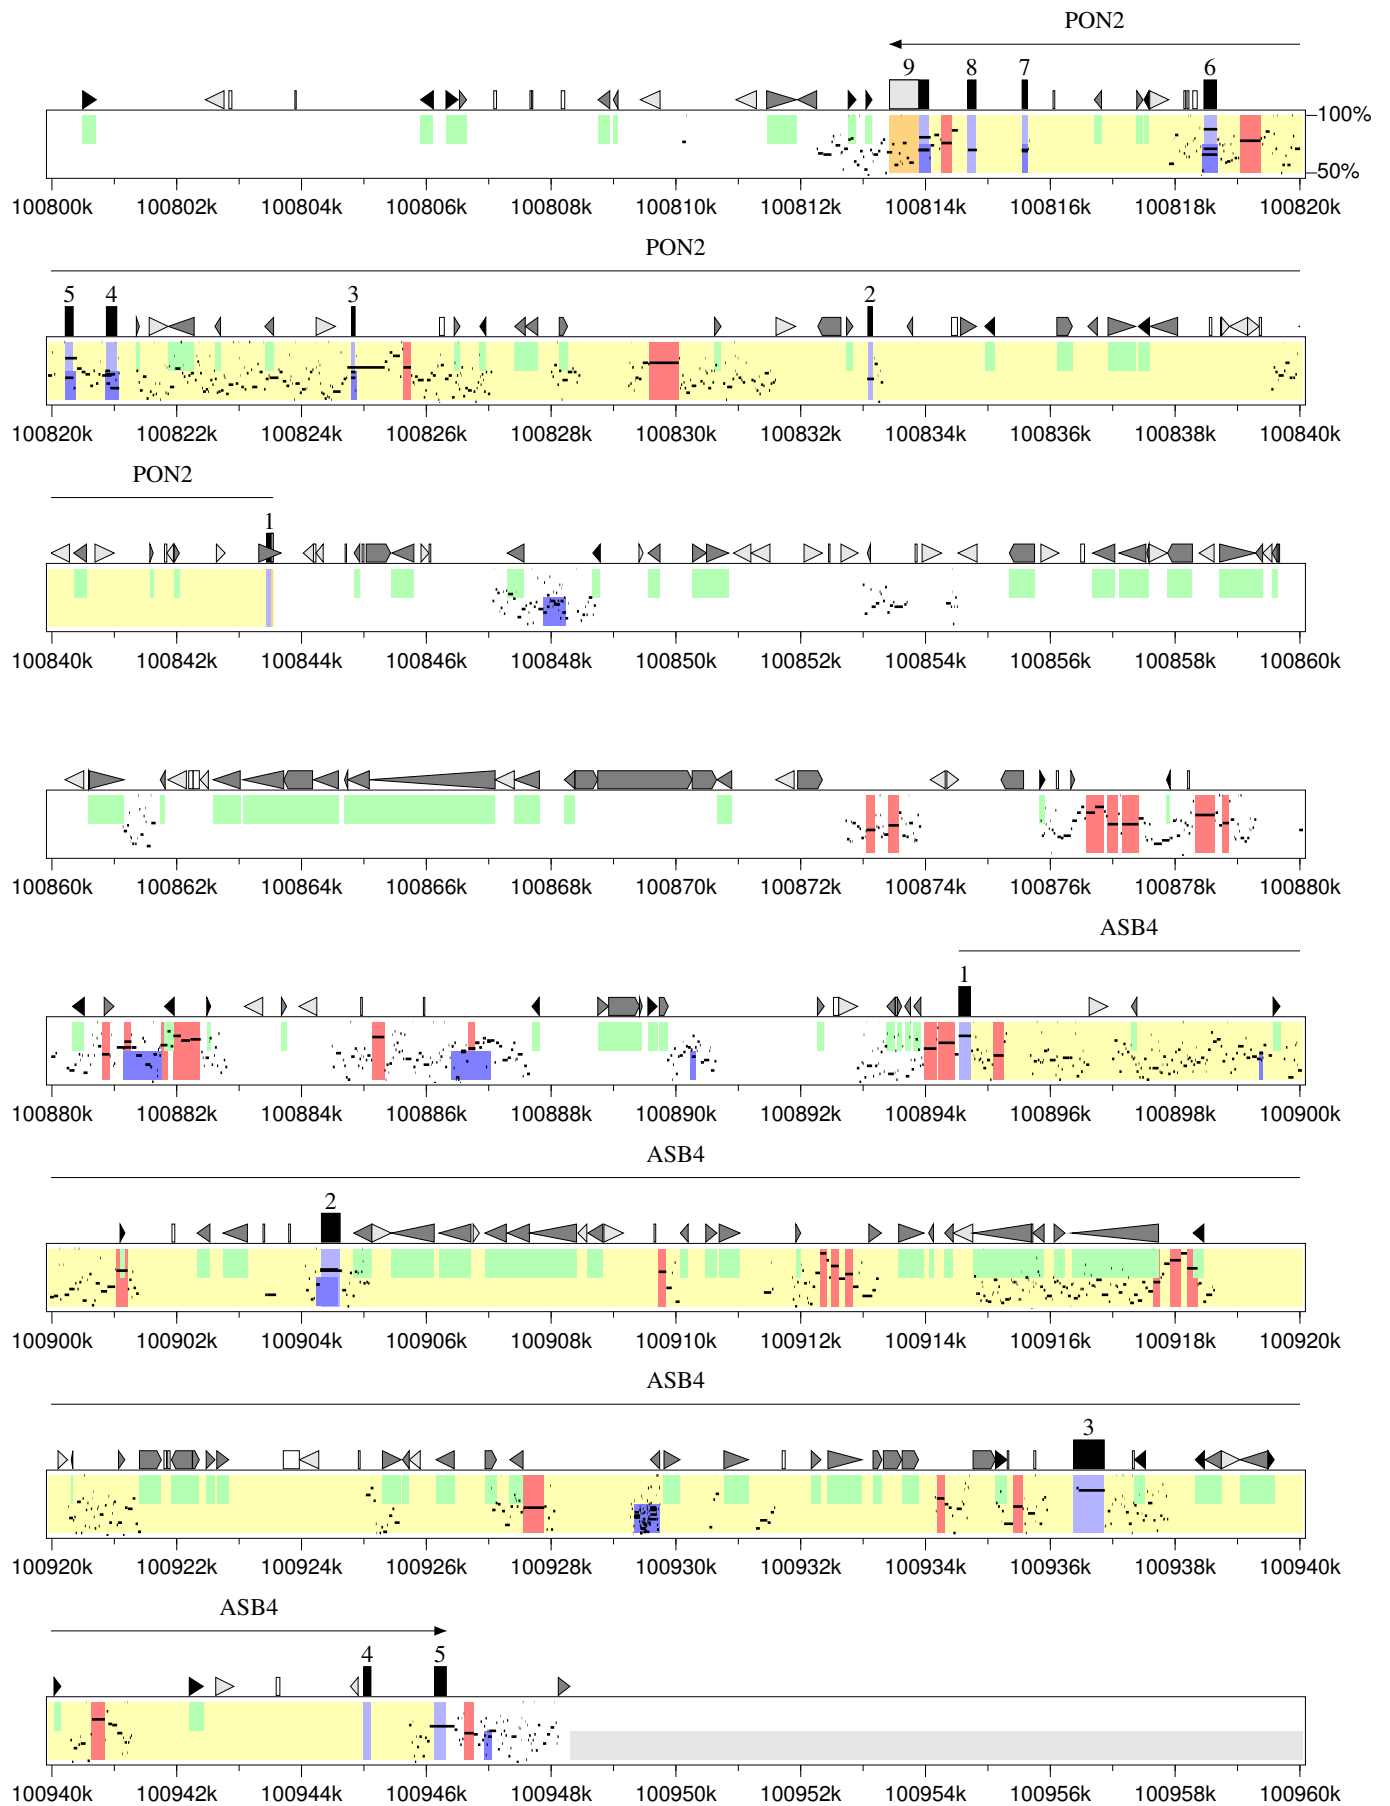 PON2
9 8 7 6
100%
50%
100800k 100802k 100804k 100806k 100808k 100810k 100812k 100814k 100816k 100818k 100820k
PON2
5 4 3 2
100820k 100822k 100824k 100826k 100828k 100830k 100832k 100834k 100836k 100838k 100840k
PON2
1
100840k 100842k 100844k 100846k 100848k 100850k 100852k 100854k 100856k 100858k 100860k
100860k 100862k 100864k 100866k 100868k 100870k 100872k 100874k 100876k 100878k 100880k
ASB4
1
100880k 100882k 100884k 100886k 100888k 100890k 100892k 100894k 100896k 100898k 100900k
ASB4
2
100900k 100902k 100904k 100906k 100908k 100910k 100912k 100914k 100916k 100918k 100920k
ASB4
3
100920k 100922k 100924k 100926k 100928k 100930k 100932k 100934k 100936k 100938k 100940k
ASB4
4 5
100940k 100942k 100944k 100946k 100948k 100950k 100952k 100954k 100956k 100958k 100960k